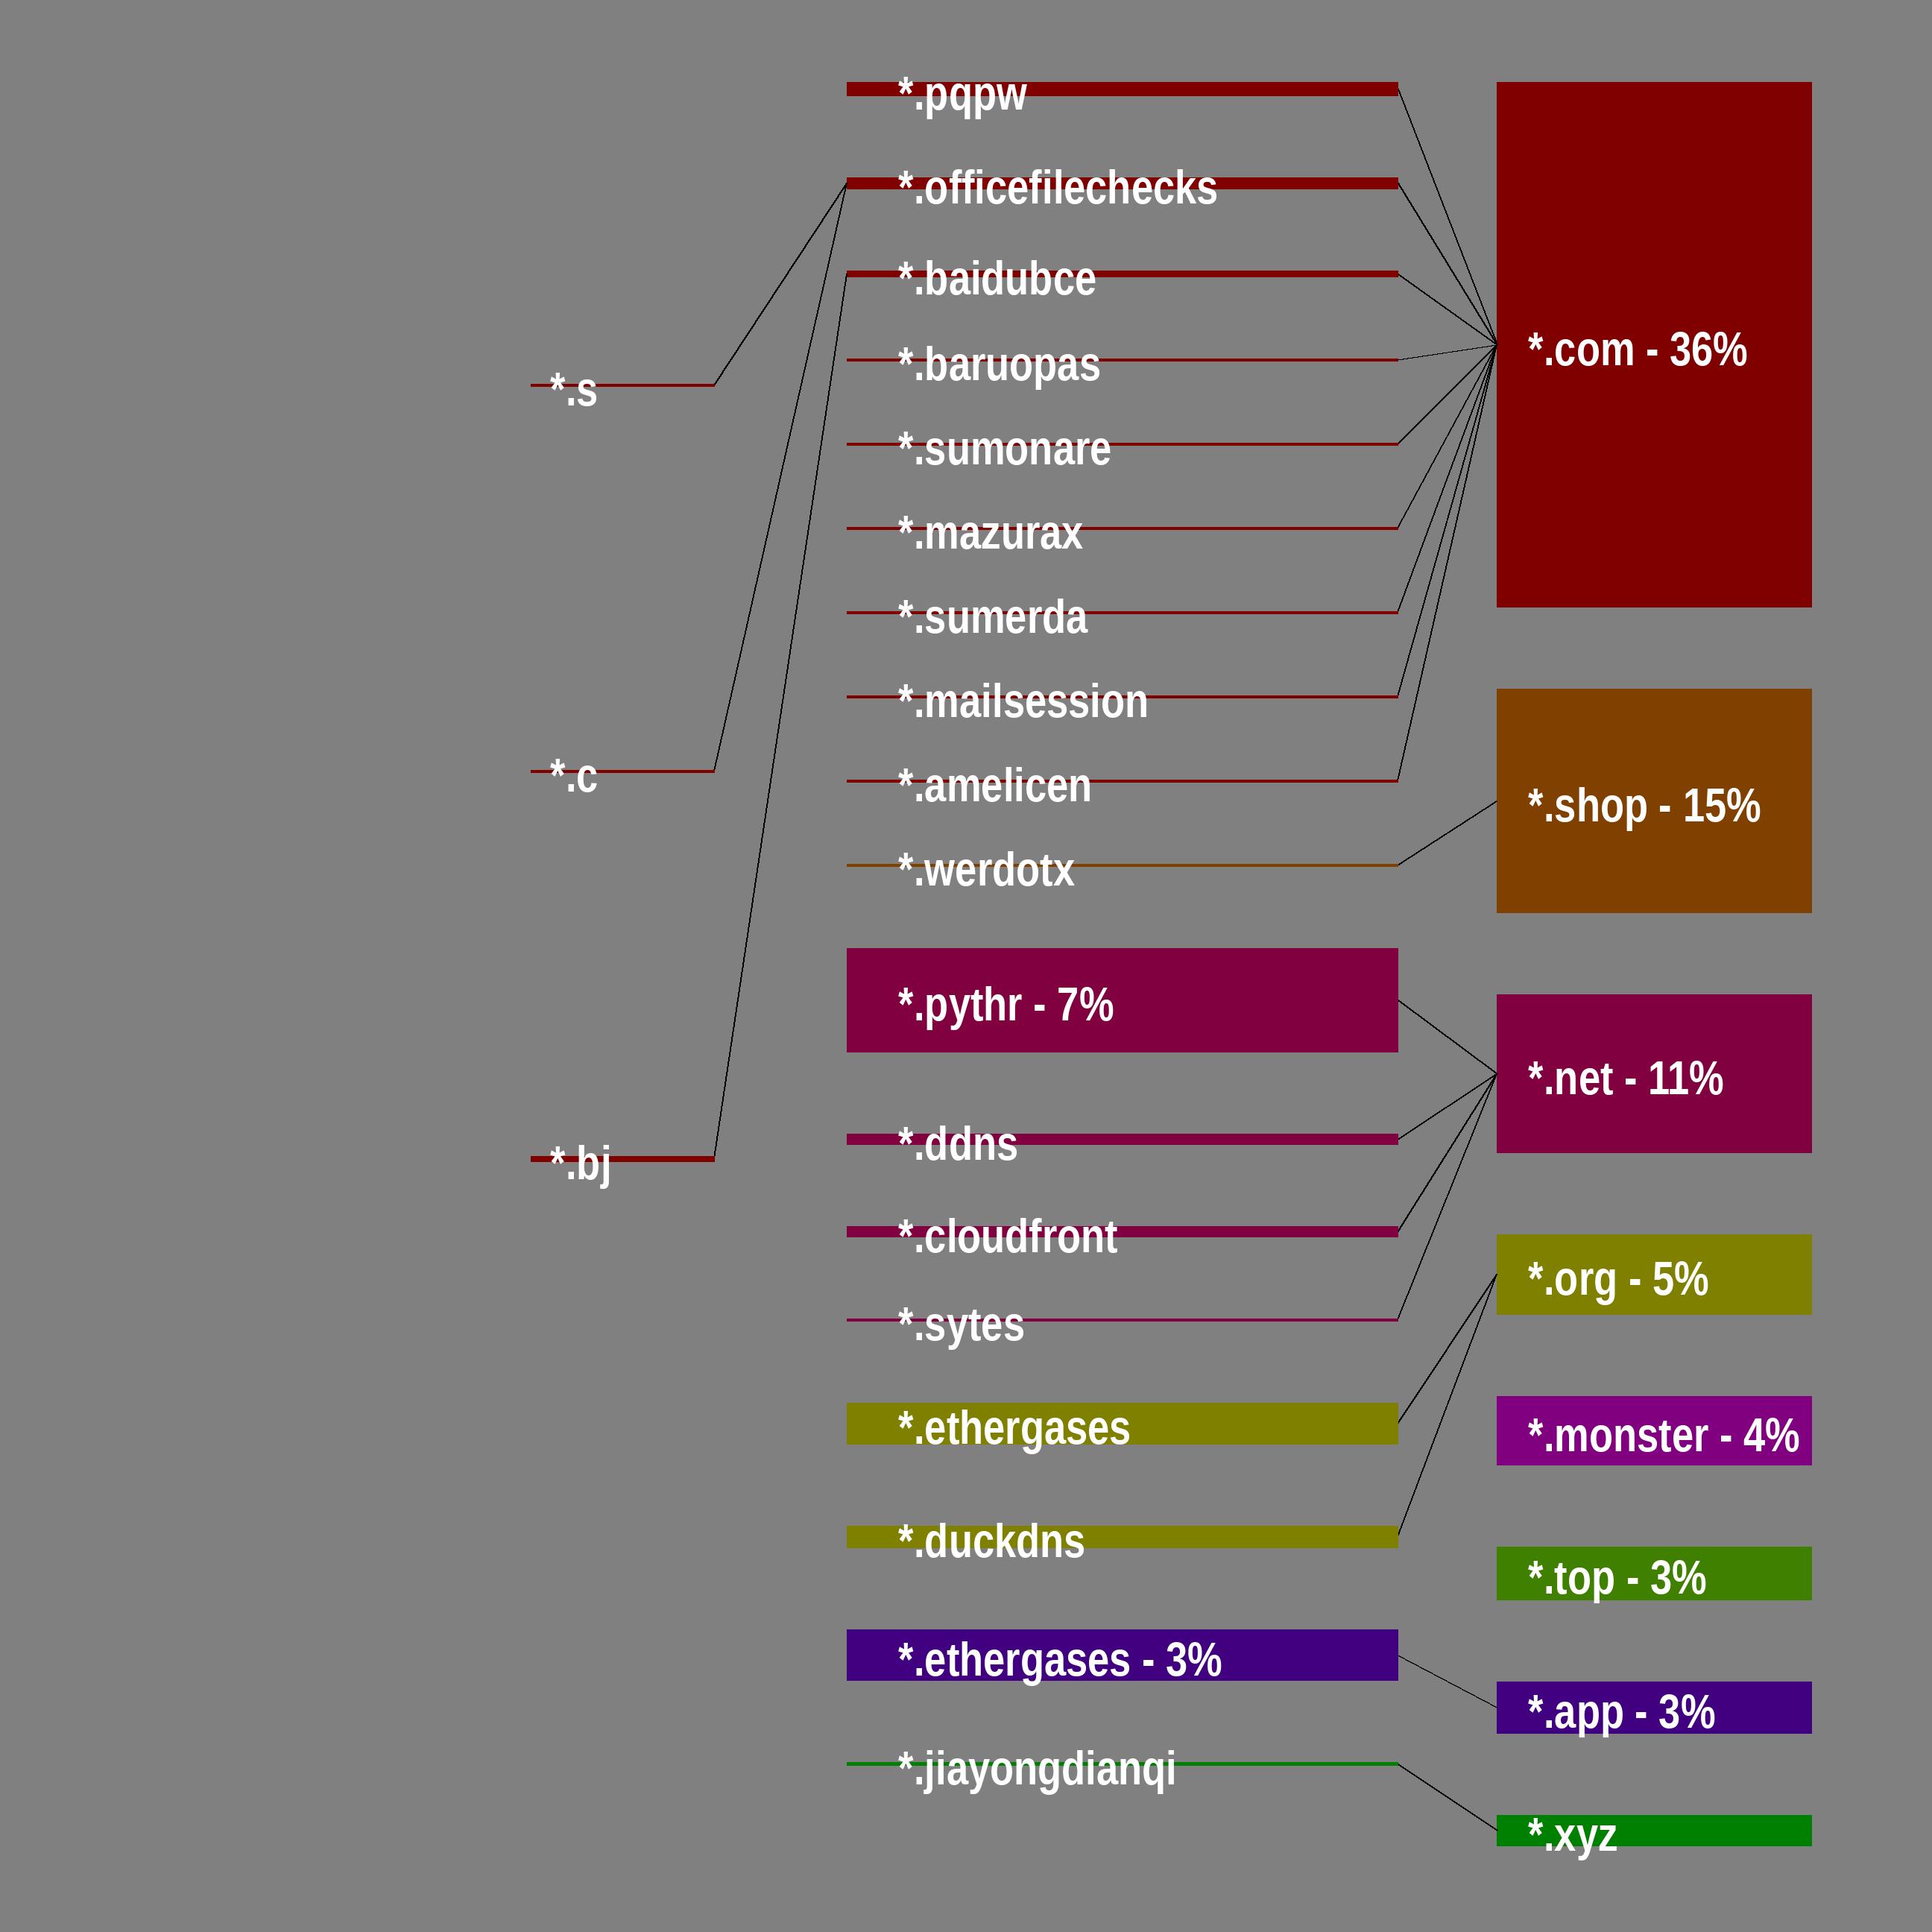 *.s
*.c
*.bj
*.pqpw
*.officefilechecks
*.baidubce
*.baruopas
*.sumonare
*.mazurax
*.sumerda
*.mailsession
*.amelicen
*.werdotx
*.pythr - 7%
*.ddns
*.cloudfront
*.sytes
*.ethergases
*.duckdns
*.ethergases - 3%
*.jiayongdianqi
*.com - 36%
*.shop - 15%
*.net - 11%
*.org - 5%
*.monster - 4%
*.top - 3%
*.app - 3%
*.xyz